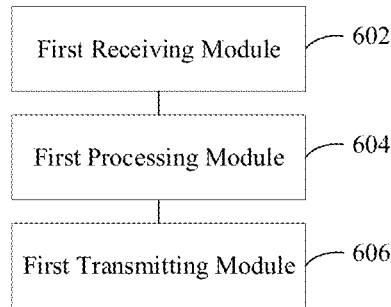 First Receiving Module 602
First Processing Module 604
First Transmitting Module 606